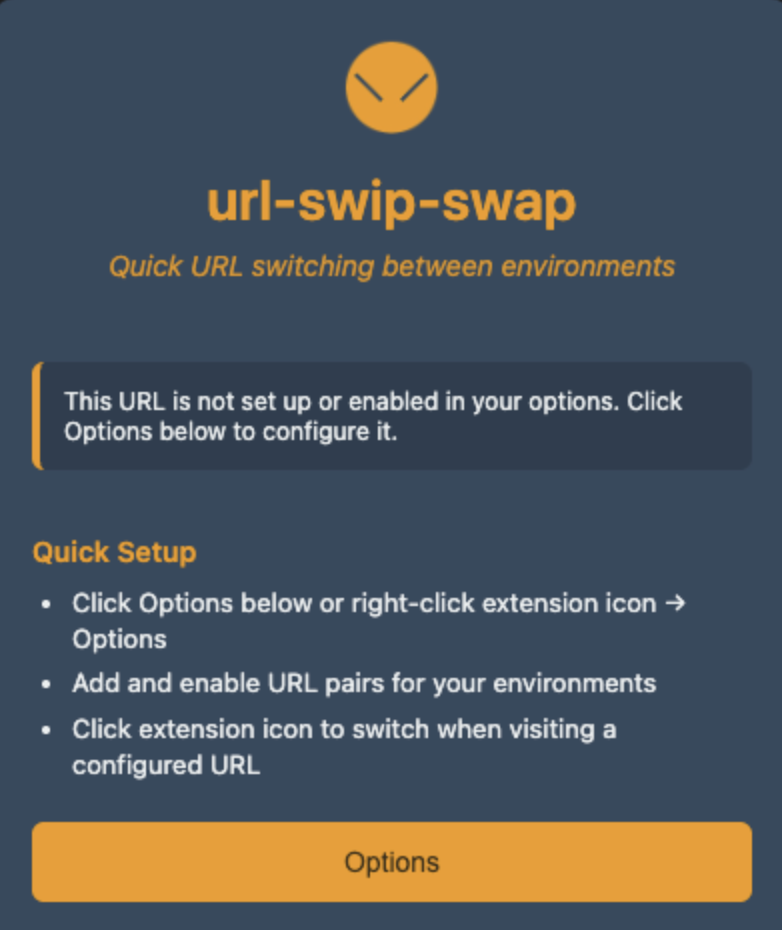 url-swip-swap
Quick URL switching between environments
This URL is not set up or enabled in your options. Click
Options below to configure it.
Quick Setup
• Click Options below or right-click extension icon →
Options
• Add and enable URL pairs for your environments
• Click extension icon to switch when visiting a
configured URL
Options